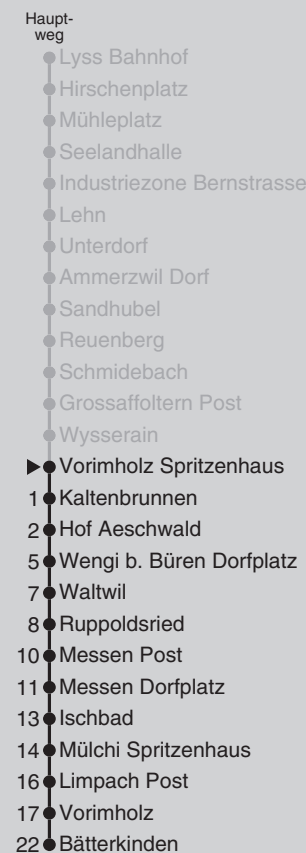 Haupt-
weg
Lyss Bahnhof
Hirschenplatz
Mühleplatz
Seelandhalle
Industriezone Bernstrasse
Lehn
Unterdorf
Ammerzwil Dorf
Sandhubel
Reuenberg
Schmidebach
Grossaffoltern Post
Wysserain
Vorimholz Spritzenhaus
1 Kaltenbrunnen
2 Hof Aeschwald
5 Wengi b. Büren Dorfplatz
7 Waltwil
8 Ruppoldsried
10 Messen Post
11 Messen Dorfplatz
13 Ischbad
14 Mülchi Spritzenhaus
16 Limpach Post
17 Vorimholz
22 Bätterkinden